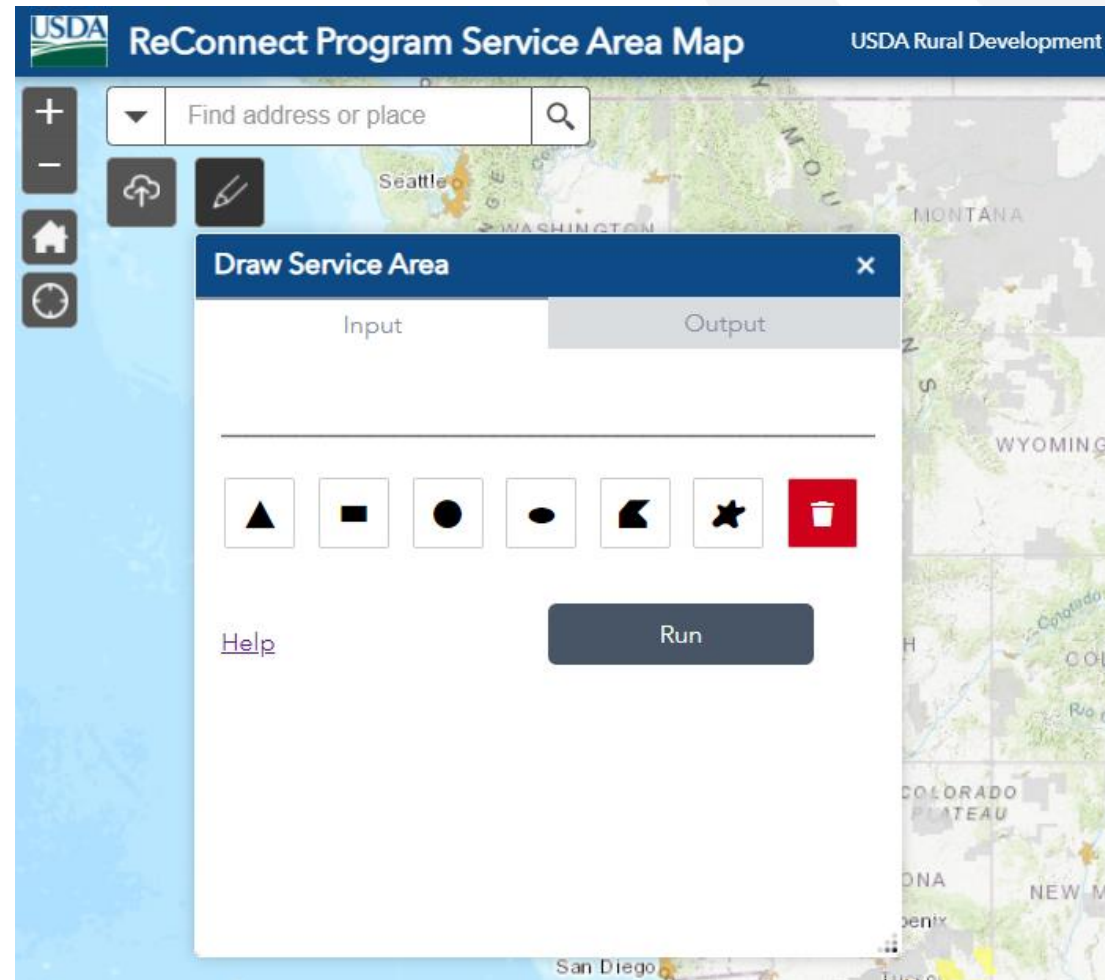 USDA
ReConnect Program Service Area Map
USDA Rural Development
Find address or place
Seattle
WASHINGTON
MONTANA
Draw Service Area
Input
Output
WYOMING
Help
Run
Colorado
COLORADO
PLATEAU
NEW M
San Diego